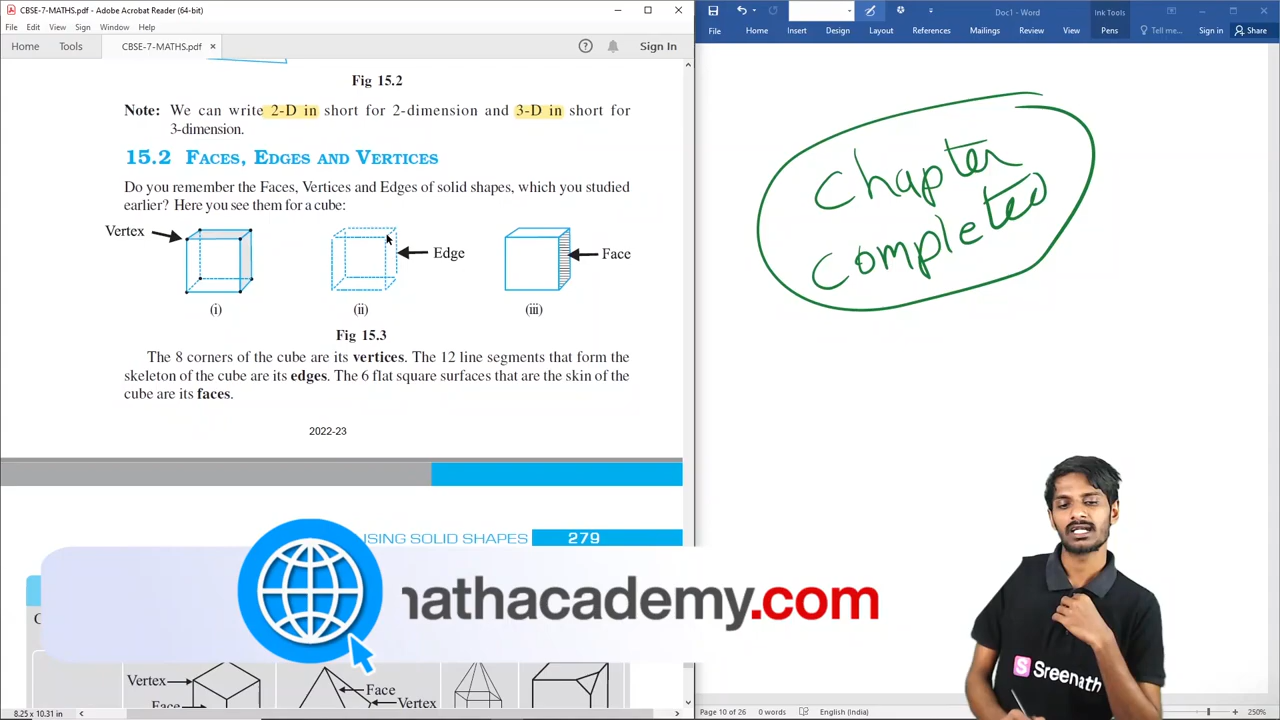 CBSE-7-MATHS.pdf - Adobe Acrobat Reader (64-bit)
File Edit View Sign Window Help
Home Tools CBSE-7-MATHS.pdf × Sign In
Fig 15.2
Note: We can write 2-D in short for 2-dimension and 3-D in short for
3-dimension.
15.2 FACES, EDGES AND VERTICES
Do you remember the Faces, Vertices and Edges of solid shapes, which you studied
earlier? Here you see them for a cube:
Vertex Edge Face
(i) (ii) (iii)
Fig 15.3
The 8 corners of the cube are its vertices. The 12 line segments that form the
skeleton of the cube are its edges. The 6 flat square surfaces that are the skin of the
cube are its faces.
2022-23
ISING SOLID SHAPES 279
Vertex Face
Face Vertex
8.25 x 10.31 in
Doc1 - Word Ink Tools
File Home Insert Design Layout References Mailings Review View Pens Tell me... Sign in Share
Chapter
Completed
nathacademy.com
S Sreenath
Page 10 of 26 0 words English (India) 250%